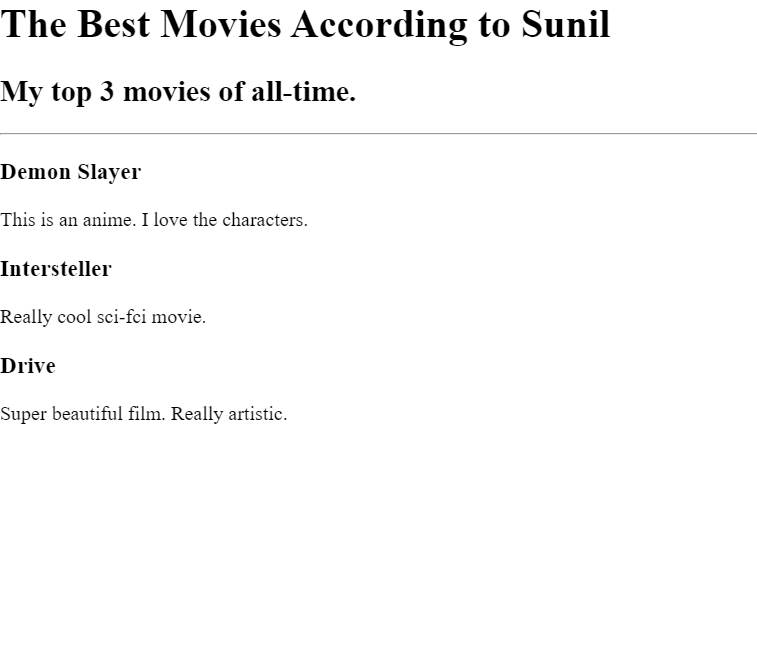 The Best Movies According to Sunil
My top 3 movies of all-time.
Demon Slayer
This is an anime. I love the characters.
Intersteller
Really cool sci-fci movie.
Drive
Super beautiful film. Really artistic.